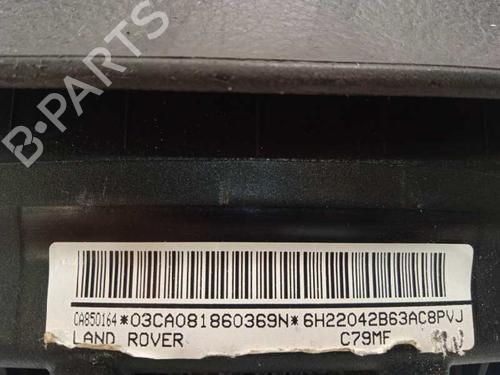 B-PARTS
CA850164*03CA081860369N*6H22042B63AC8PVJ
LAND ROVER C79MF